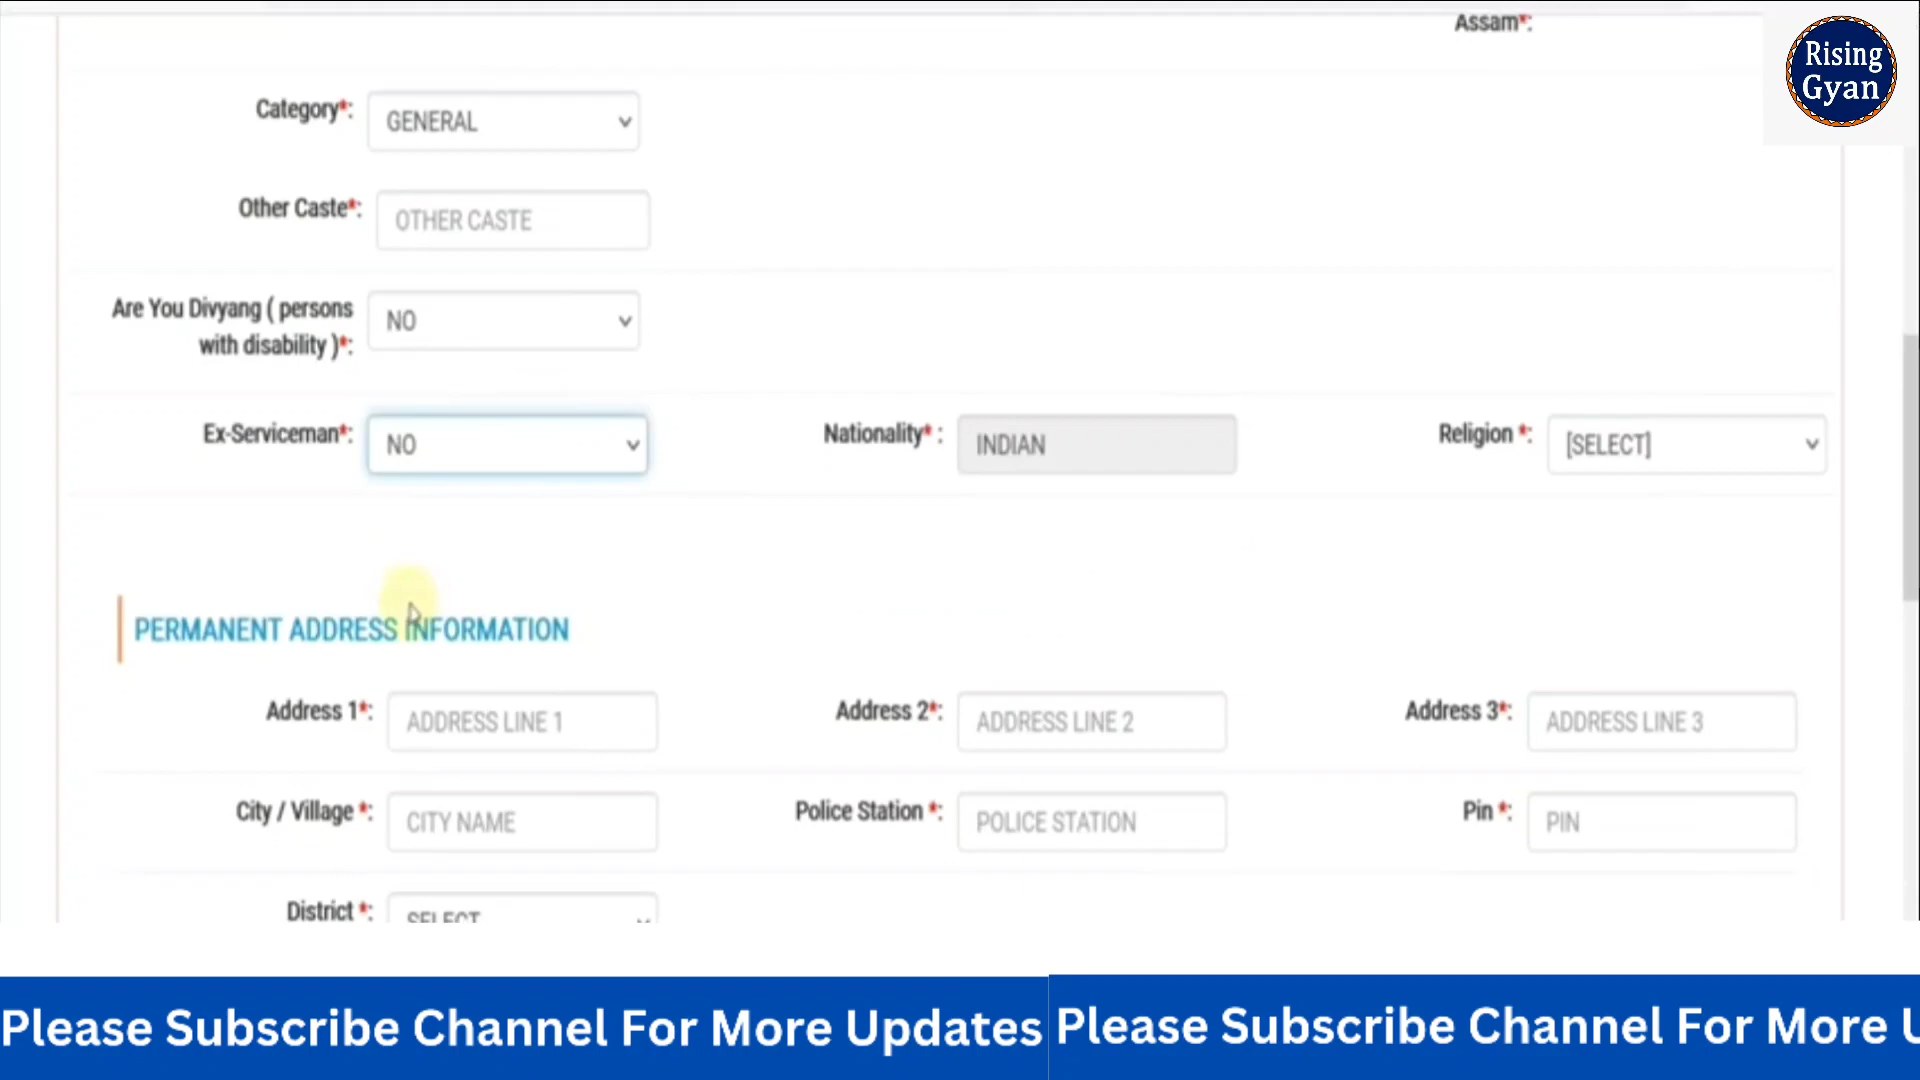 Assam*:
Rising
Gyan
Category*: GENERAL
Other Caste*: OTHER CASTE
Are You Divyang ( persons
with disability )*: NO
Ex-Serviceman*: NO Nationality* : INDIAN Religion *: [SELECT]
PERMANENT ADDRESS INFORMATION
Address 1*: ADDRESS LINE 1 Address 2*: ADDRESS LINE 2 Address 3*: ADDRESS LINE 3
City / Village *: CITY NAME Police Station *: POLICE STATION Pin *: PIN
District *: SELECT
Please Subscribe Channel For More Updates Please Subscribe Channel For More U